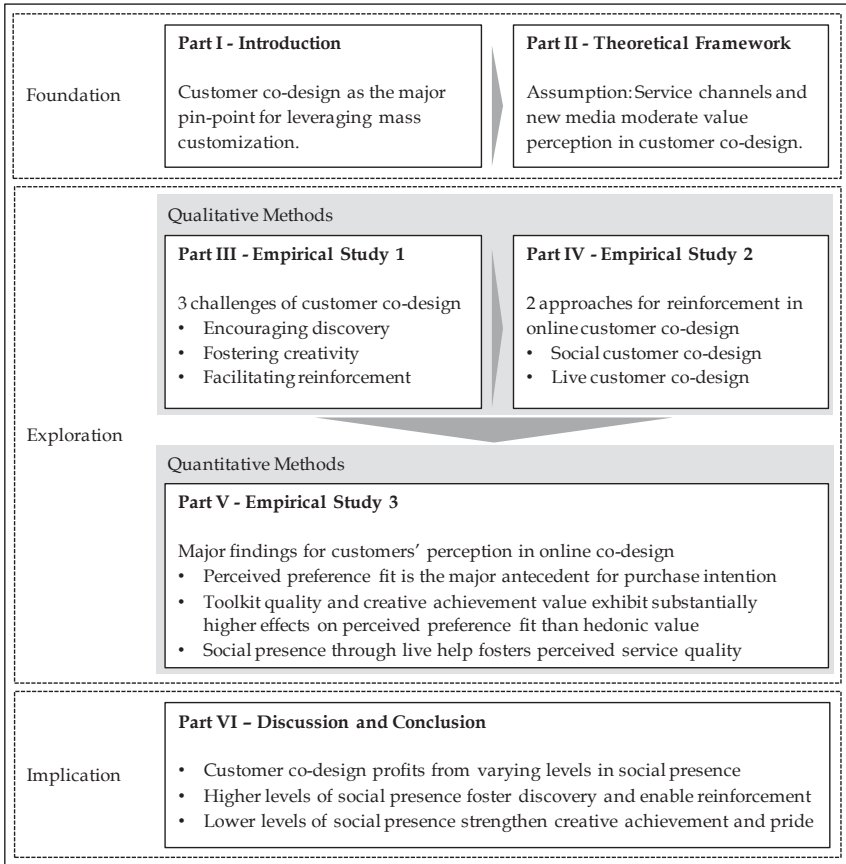 Foundation
Part I - Introduction
Customer co-design as the major
pin-point for leveraging mass
customization.
Part II - Theoretical Framework
Assumption: Service channels and
new media moderate value
perception in customer co-design.
Exploration
Qualitative Methods
Part III - Empirical Study 1
3 challenges of customer co-design
• Encouraging discovery
• Fostering creativity
• Facilitating reinforcement
Part IV - Empirical Study 2
2 approaches for reinforcement in
online customer co-design
• Social customer co-design
• Live customer co-design
Quantitative Methods
Part V - Empirical Study 3
Major findings for customers' perception in online co-design
• Perceived preference fit is the major antecedent for purchase intention
• Toolkit quality and creative achievement value exhibit substantially
higher effects on perceived preference fit than hedonic value
• Social presence through live help fosters perceived service quality
Implication
Part VI – Discussion and Conclusion
• Customer co-design profits from varying levels in social presence
• Higher levels of social presence foster discovery and enable reinforcement
• Lower levels of social presence strengthen creative achievement and pride